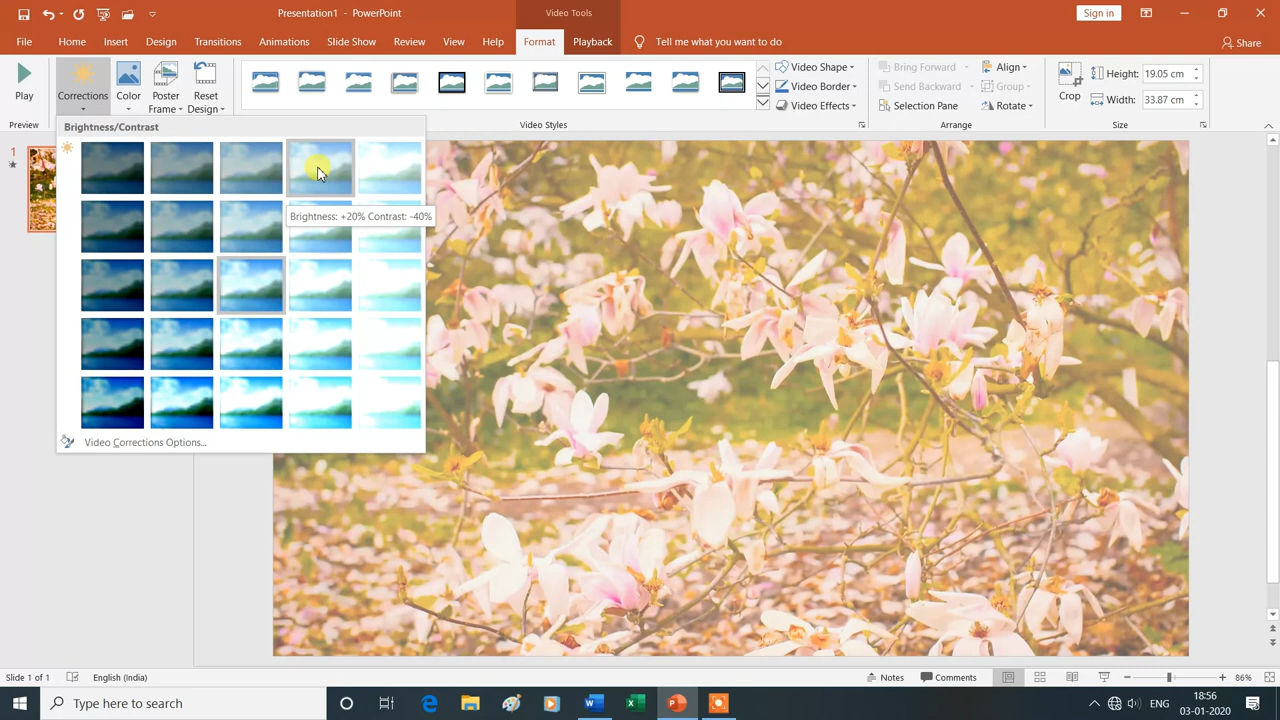 Presentation1 - PowerPoint
Video Tools
Sign in
File
Home
Insert
Design
Transitions
Animations
Slide Show
Review
View
Help
Format
Playback
Tell me what you want to do
Share
Play
Corrections
Color
Poster Frame
Reset Design
Video Shape
Video Border
Video Effects
Bring Forward
Send Backward
Selection Pane
Align
Group
Rotate
Crop
Height: 19.05 cm
Width: 33.87 cm
Preview
Video Styles
Arrange
Size
Brightness/Contrast
Brightness: +20% Contrast: -40%
Video Corrections Options...
1
Slide 1 of 1
English (India)
Notes
Comments
86%
Type here to search
ENG
18:56
03-01-2020